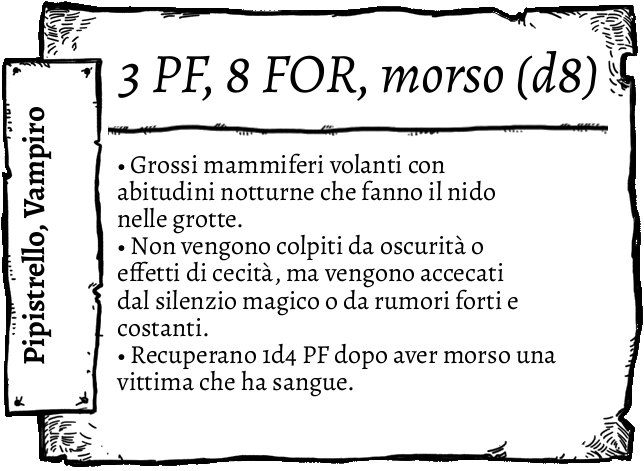 3 PF, 8 FOR, morso (d8)
Pipistrello, Vampiro
• Grossi mammiferi volanti con
abitudini notturne che fanno il nido
nelle grotte.
• Non vengono colpiti da oscurità o
effetti di cecità, ma vengono accecati
dal silenzio magico o da rumori forti e
costanti.
• Recuperano 1d4 PF dopo aver morso una
vittima che ha sangue.